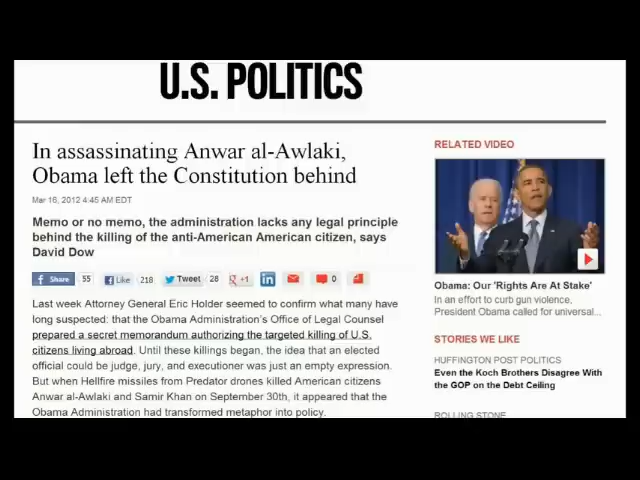 U.S. POLITICS
In assassinating Anwar al-Awlaki,
Obama left the Constitution behind
Mar 16, 2012 4:45 AM EDT
Memo or no memo, the administration lacks any legal principle
behind the killing of the anti-American American citizen, says
David Dow
Share 55 Like 218 Tweet 28 +1 in 0
Last week Attorney General Eric Holder seemed to confirm what many have
long suspected: that the Obama Administration's Office of Legal Counsel
prepared a secret memorandum authorizing the targeted killing of U.S.
citizens living abroad. Until these killings began, the idea that an elected
official could be judge, jury, and executioner was just an empty expression.
But when Hellfire missiles from Predator drones killed American citizens
Anwar al-Awlaki and Samir Khan on September 30th, it appeared that the
Obama Administration had transformed metaphor into policy.
RELATED VIDEO
Obama: Our 'Rights Are At Stake'
In an effort to curb gun violence,
President Obama called for universal...
STORIES WE LIKE
HUFFINGTON POST POLITICS
Even the Koch Brothers Disagree With
the GOP on the Debt Ceiling
ROLLING STONE